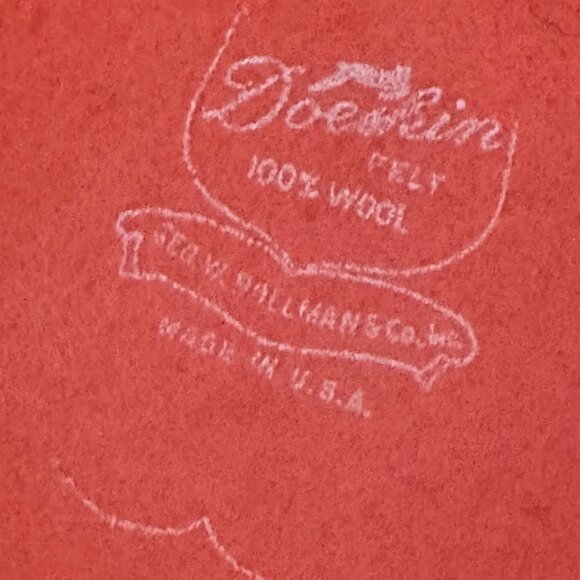 Doeskin
FELT
100% WOOL
GEO. W. BOLLMAN & Co., Inc.
MADE IN U.S.A.